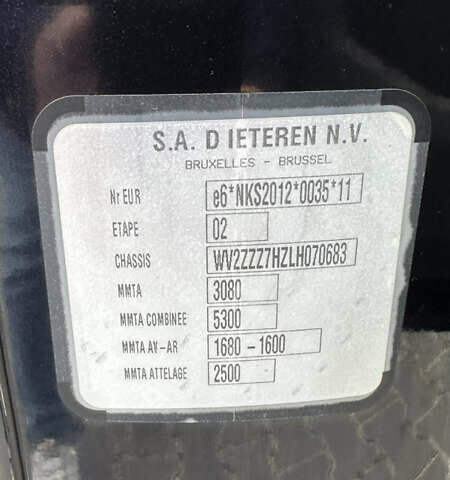 S.A. D IETEREN N.V.
BRUXELLES - BRUSSEL
Nr EUR e6*NKS2012*0035*11
ETAPE 02
CHASSIS WV2ZZZ7HZLH070683
MMTA 3080
MMTA COMBINEE 5300
MMTA AV-AR 1680-1600
MMTA ATTELAGE 2500